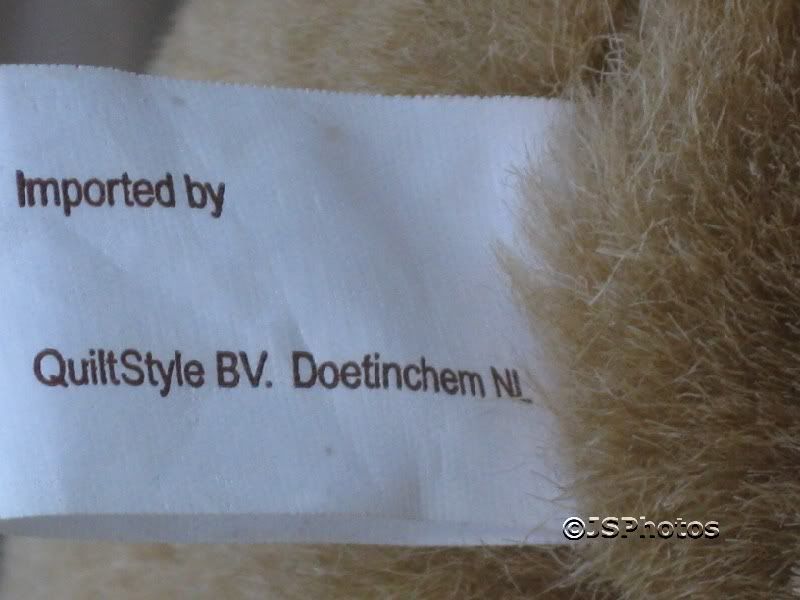 Imported by
QuiltStyle BV. Doetinchem NL
©JSPhotos